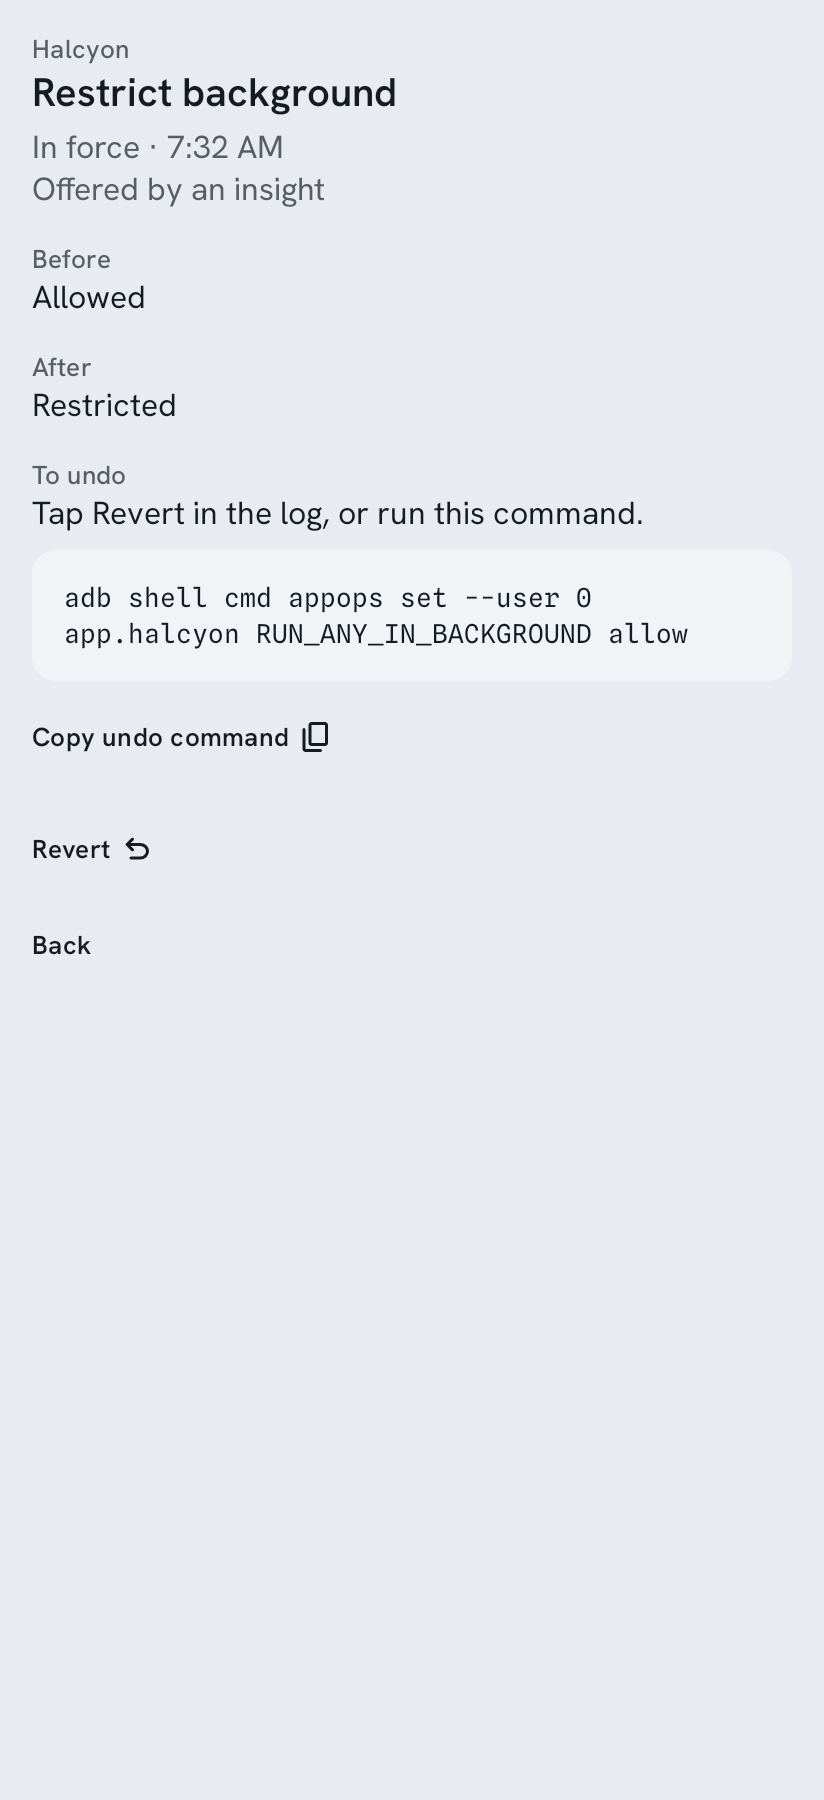 Halcyon
Restrict background
In force · 7:32 AM
Offered by an insight
Before
Allowed
After
Restricted
To undo
Tap Revert in the log, or run this command.
adb shell cmd appops set --user 0
app.halcyon RUN_ANY_IN_BACKGROUND allow
Copy undo command
Revert
Back